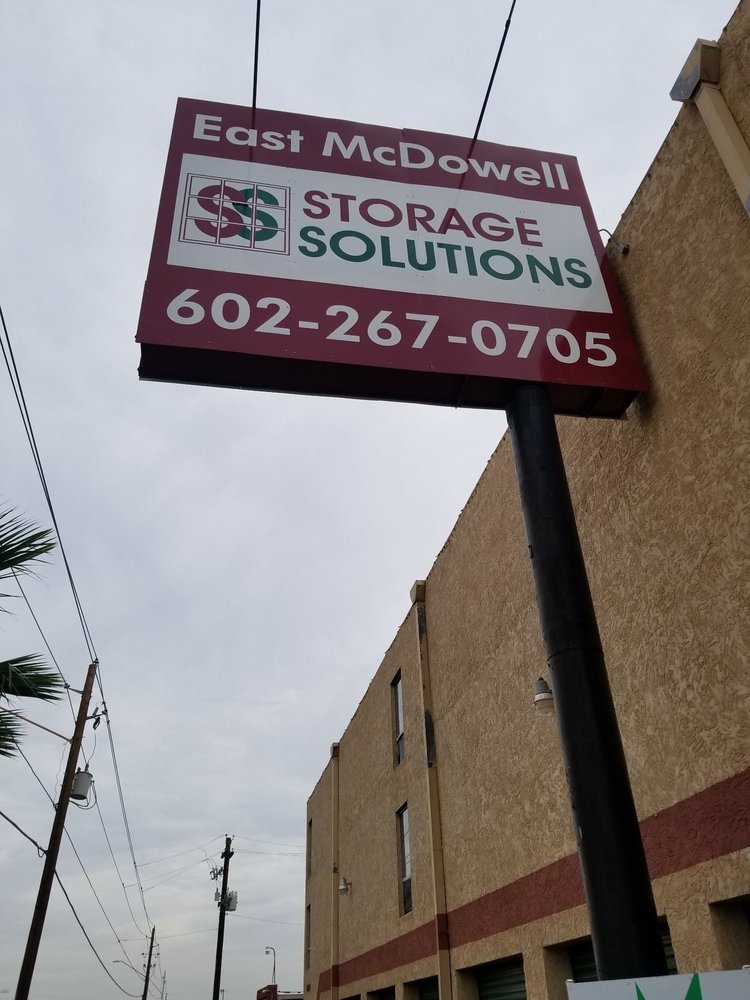 East McDowell
SS
STORAGE
SOLUTIONS
602-267-0705